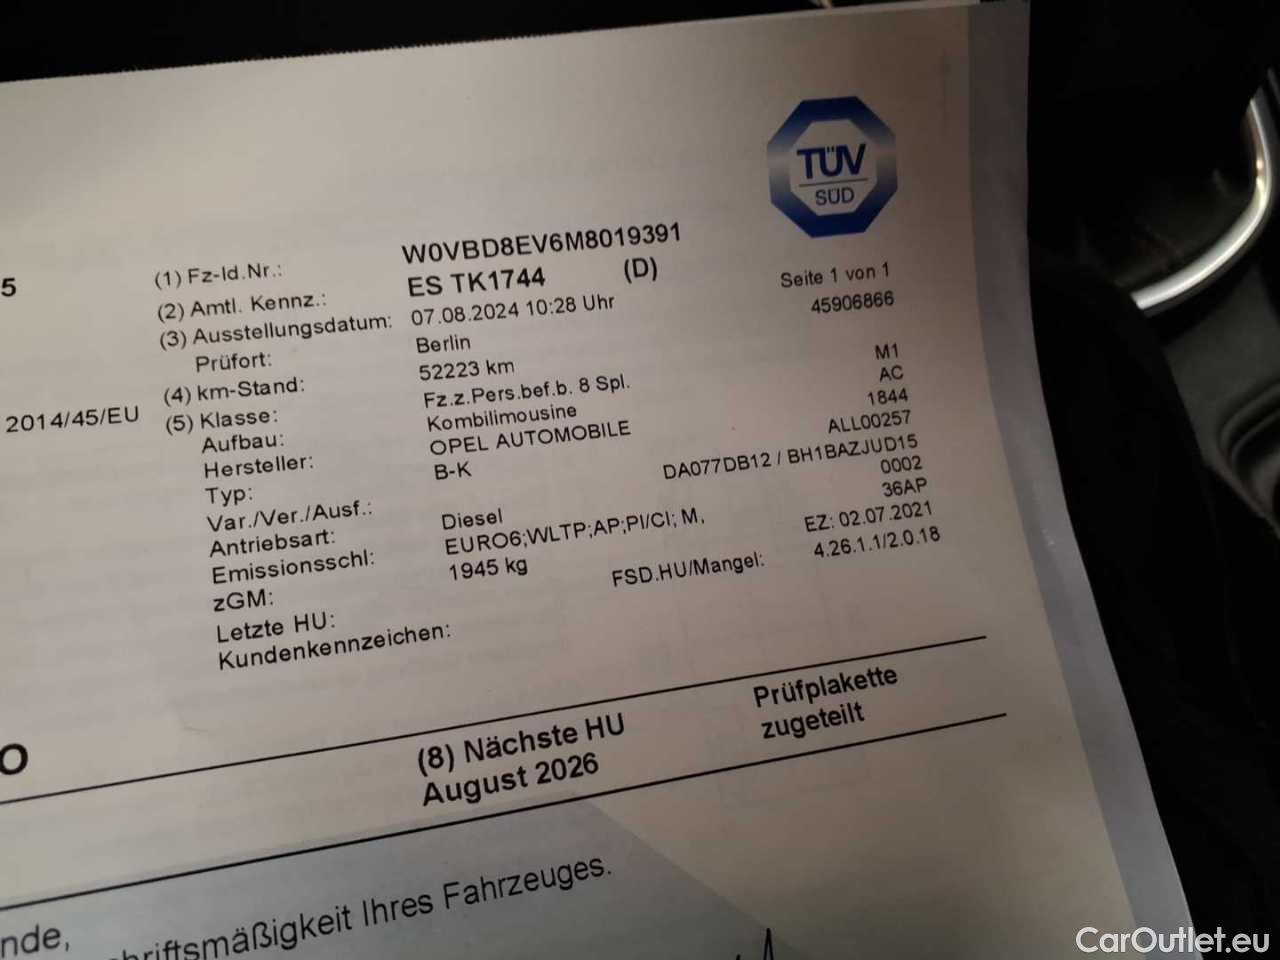 TÜV
SÜD
5
(1) Fz-Id.Nr.: W0VBD8EV6M8019391
(2) Amtl. Kennz.: ES TK1744 (D) Seite 1 von 1
(3) Ausstellungsdatum: 07.08.2024 10:28 Uhr 45906866
Prüfort: Berlin
(4) km-Stand: 52223 km
2014/45/EU (5) Klasse: Fz.z.Pers.bef.b. 8 Spl. M1
Aufbau: Kombilimousine AC
Hersteller: OPEL AUTOMOBILE 1844
Typ: B-K ALL00257
Var./Ver./Ausf.: DA077DB12 / BH1BAZJUD15
Antriebsart: Diesel 0002
Emissionsschl: EURO6;WLTP;AP;PI/CI; M, 36AP
zGM: 1945 kg EZ: 02.07.2021
Letzte HU: FSD.HU/Mangel: 4.26.1.1/2.0.18
Kundenkennzeichen:
O
(8) Nächste HU Prüfplakette
August 2026 zugeteilt
nde,
hriftsmäßigkeit Ihres Fahrzeuges.
CarOutlet.eu